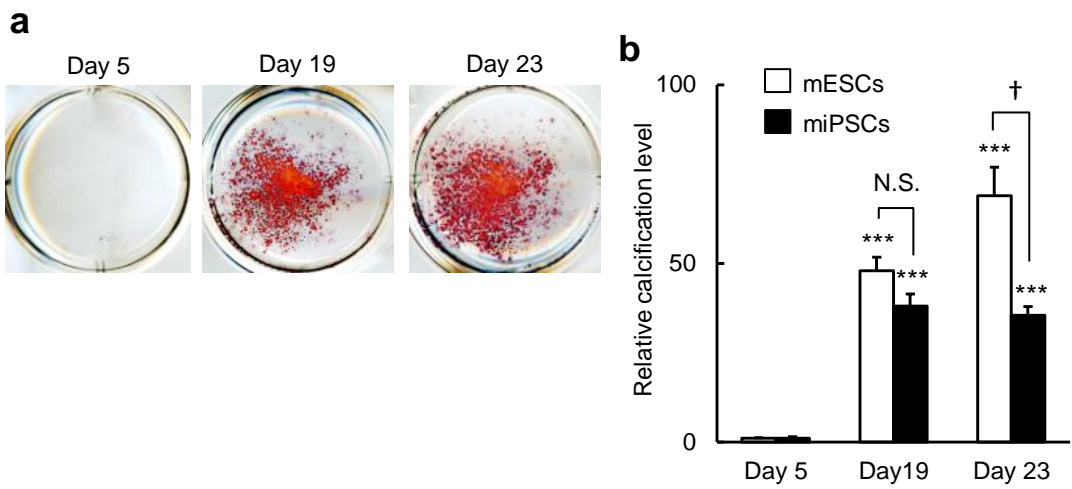 a
Day 5
Day 19
Day 23
b
Relative calcification level
100
50
0
mESCs
miPSCs
***
***
N.S.
***
***
†
Day 5
Day19
Day 23